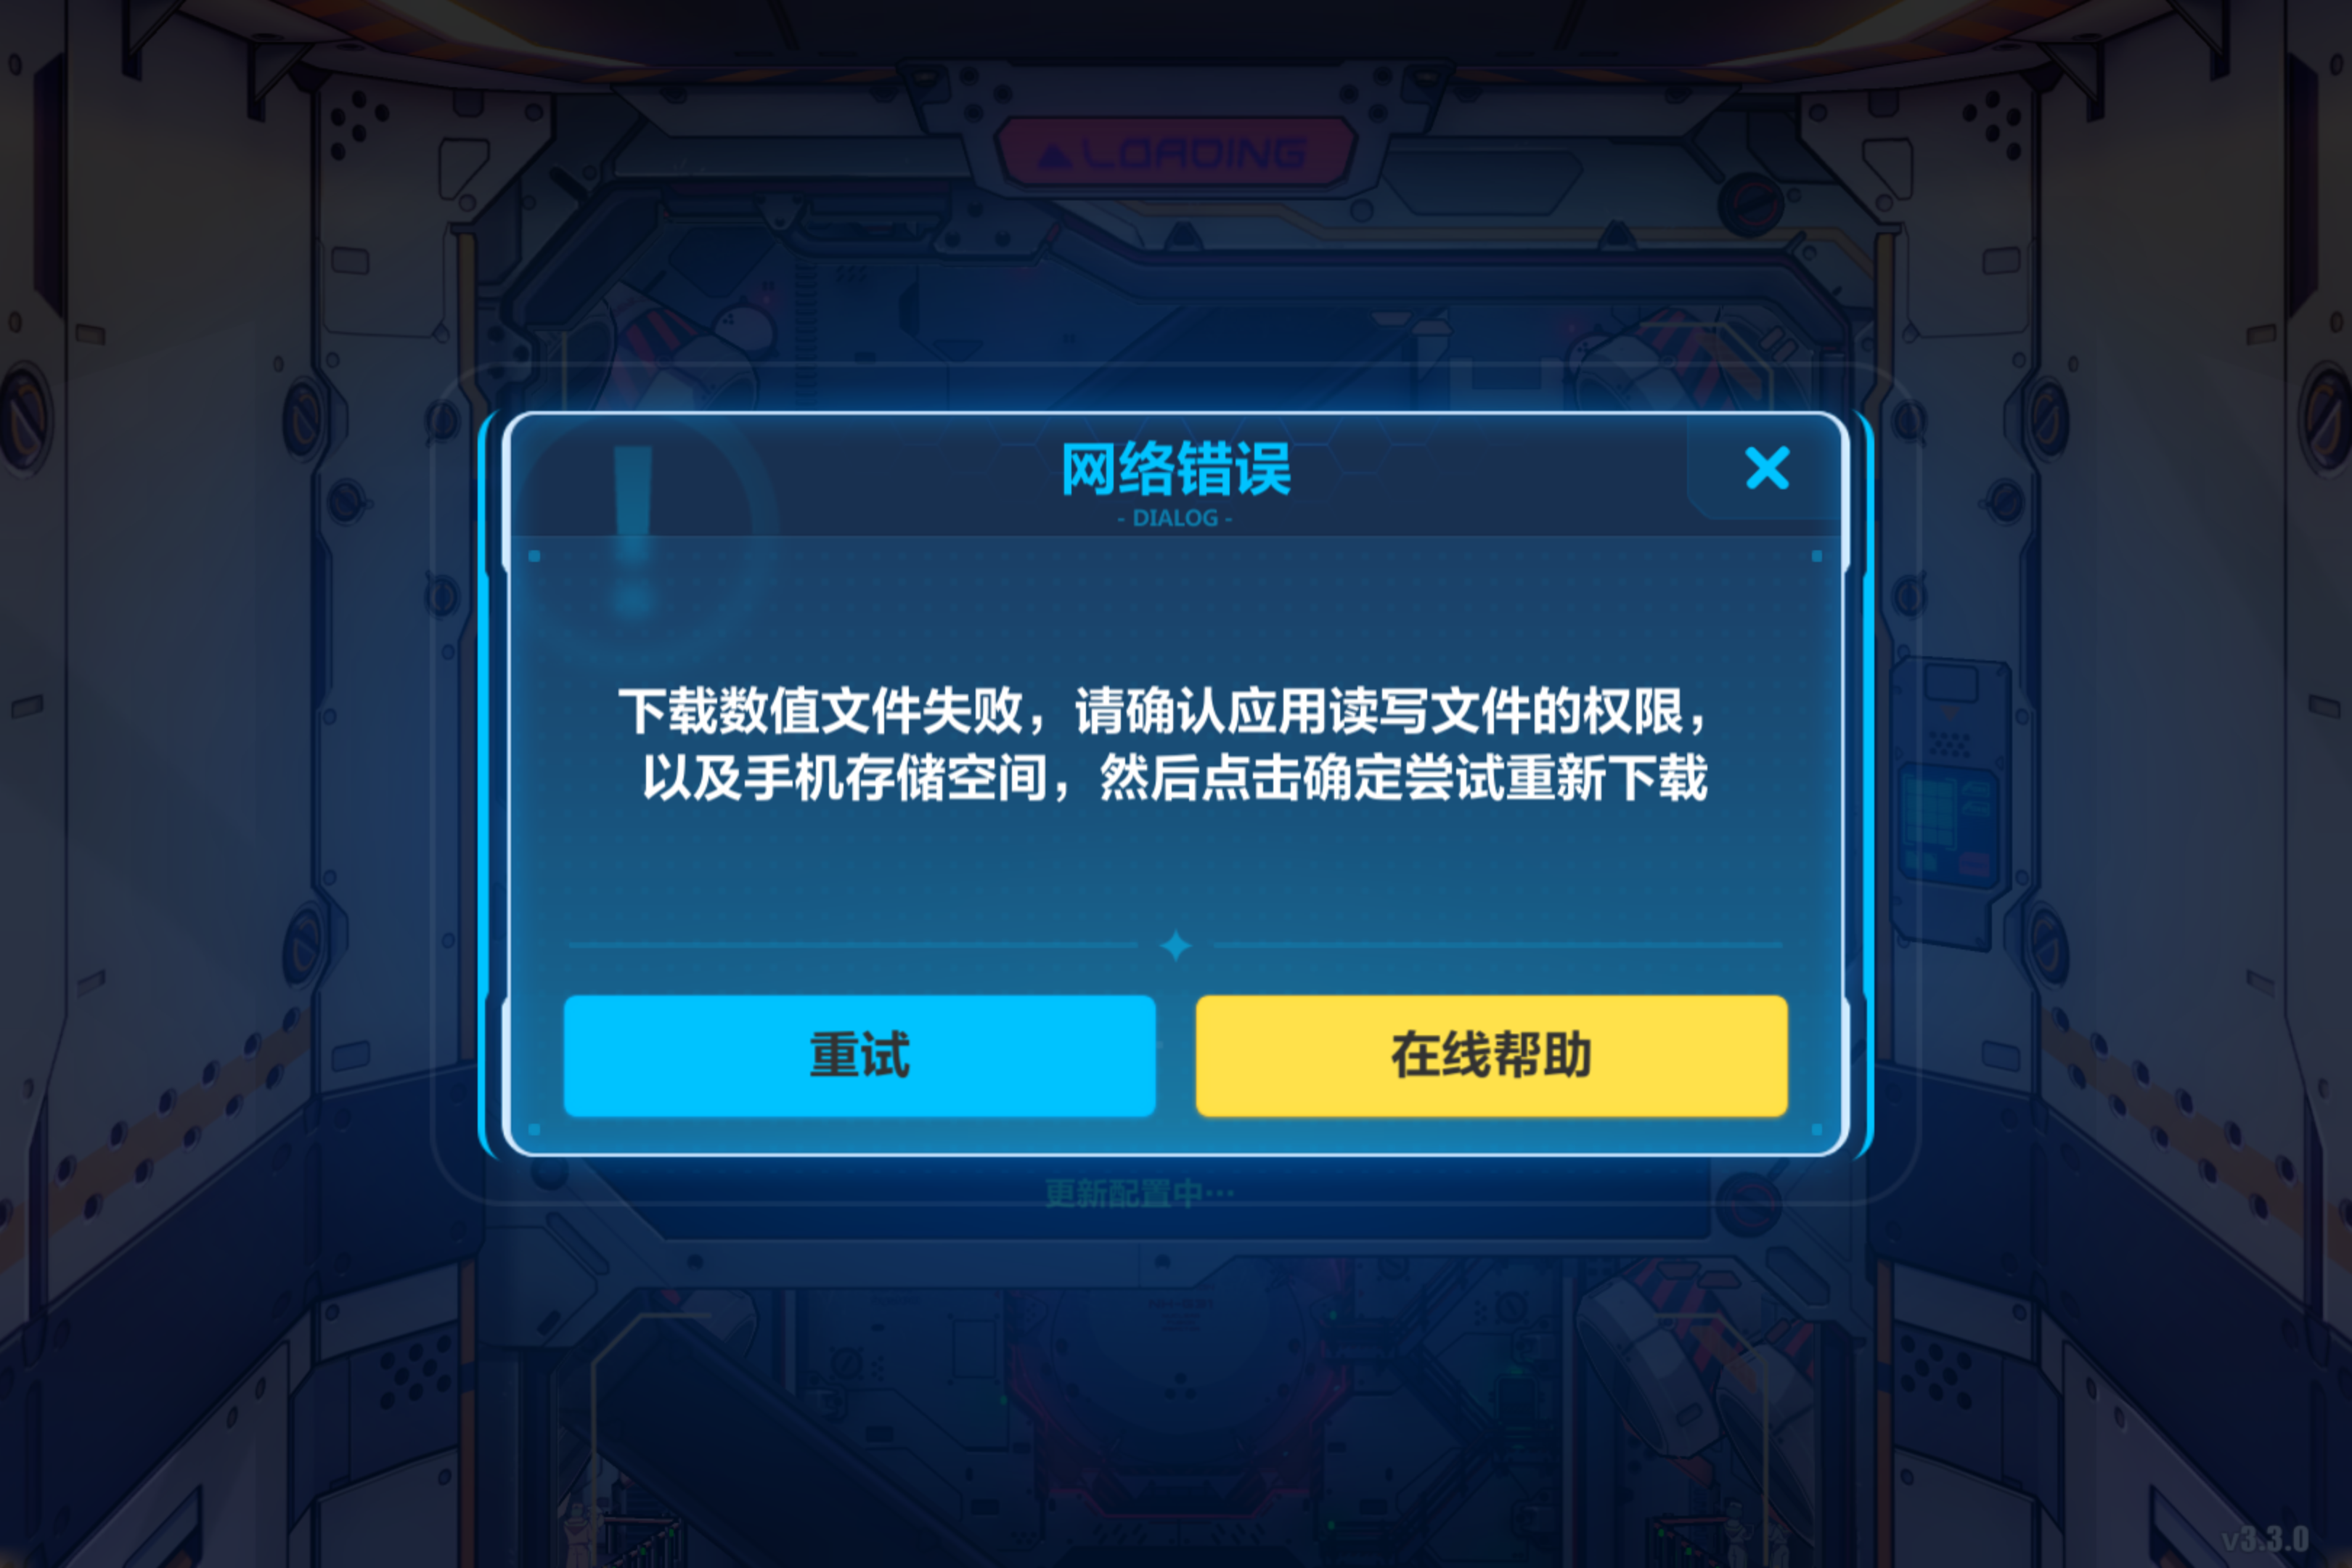 ▲LOADING
网络错误
- DIALOG -
下载数值文件失败，请确认应用读写文件的权限，
以及手机存储空间，然后点击确定尝试重新下载
重试
在线帮助
更新配置中…
v3.3.0